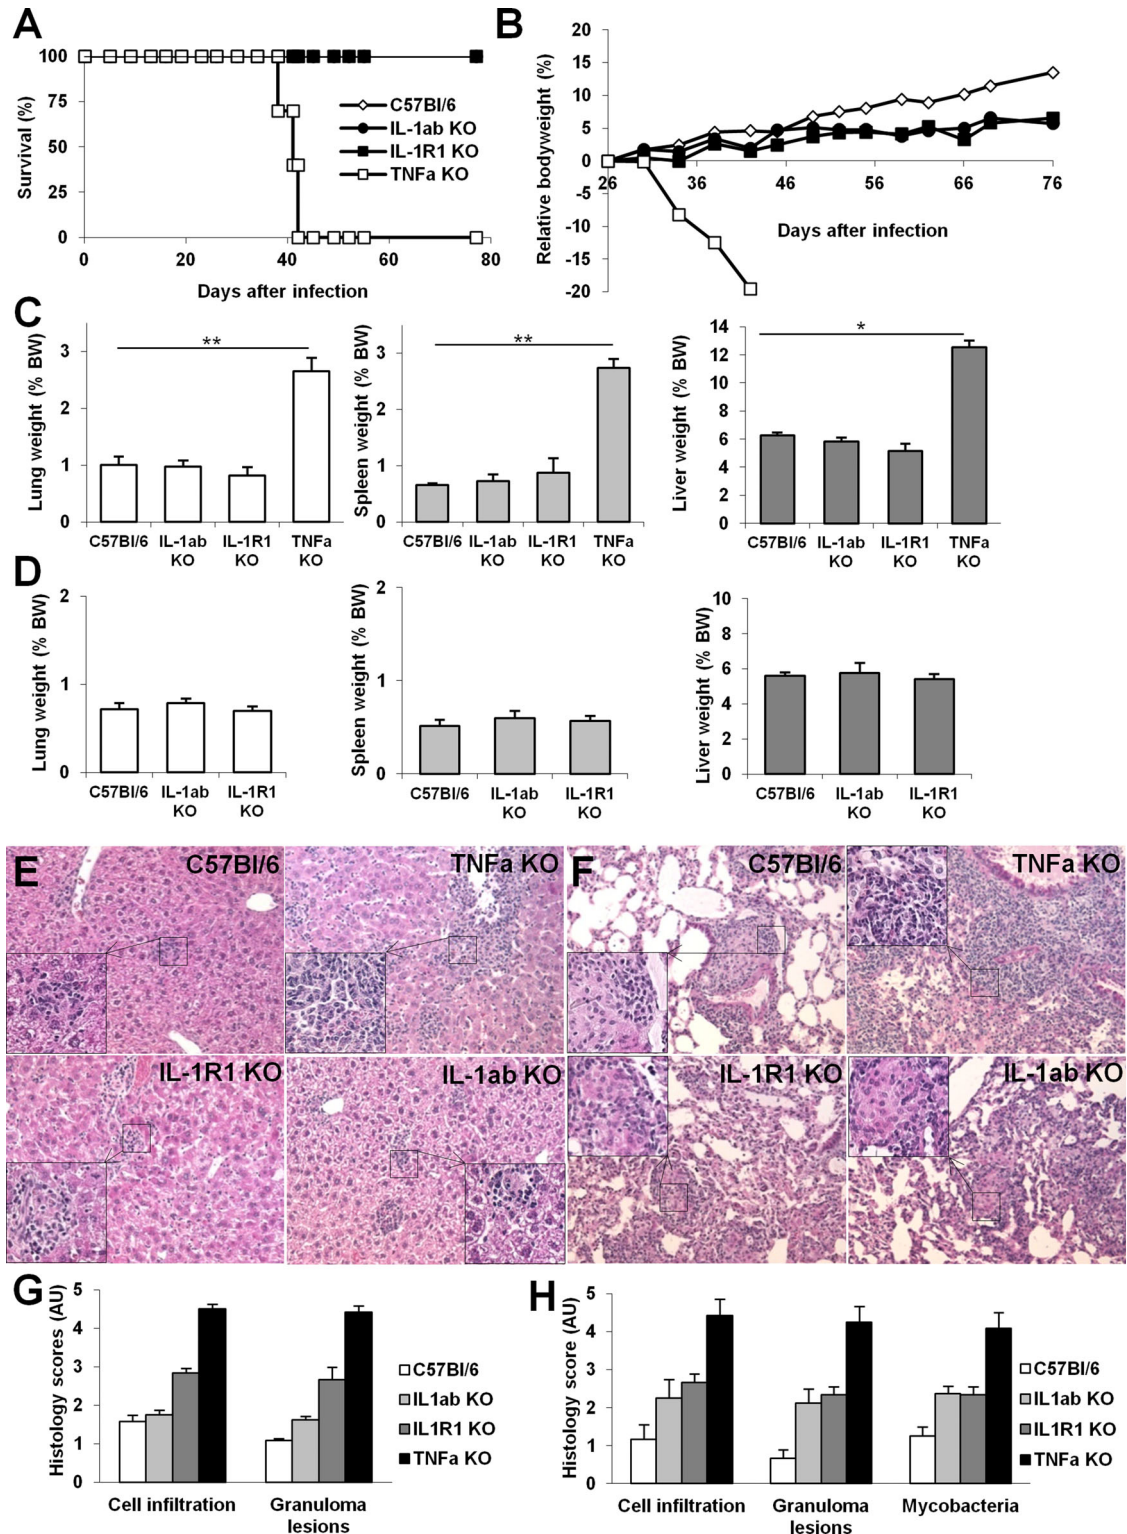 A
Survival (%)
100
75
50
25
0
0 20 40 60 80
Days after infection
C57Bl/6
IL-1ab KO
IL-1R1 KO
TNFa KO
B
Relative bodyweight (%)
20
15
10
5
0
-5
-10
-15
-20
26 36 46 56 66 76
Days after infection
C
Lung weight (% BW)
3
2
1
0
**
C57Bl/6 IL-1ab IL-1R1 TNFa
KO KO KO
Spleen weight (% BW)
3
2
1
0
**
C57Bl/6 IL-1ab IL-1R1 TNFa
KO KO KO
Liver weight (% BW)
14
12
10
8
6
4
2
0
*
C57Bl/6 IL-1ab IL-1R1 TNFa
KO KO KO
D
Lung weight (% BW)
2
1
0
C57Bl/6 IL-1ab IL-1R1
KO KO
Spleen weight (% BW)
2
1
0
C57Bl/6 IL-1ab IL-1R1
KO KO
Liver weight (% BW)
10
8
6
4
2
0
C57Bl/6 IL-1ab IL-1R1
KO KO
E
C57Bl/6
TNFa KO
IL-1R1 KO
IL-1ab KO
F
C57Bl/6
TNFa KO
IL-1R1 KO
IL-1ab KO
G
Histology scores (AU)
5
4
3
2
1
0
Cell infiltration Granuloma
lesions
C57Bl/6
IL1ab KO
IL1R1 KO
TNFa KO
H
Histology score (AU)
5
4
3
2
1
0
Cell infiltration Granuloma Mycobacteria
lesions
C57Bl/6
IL1ab KO
IL1R1 KO
TNFa KO